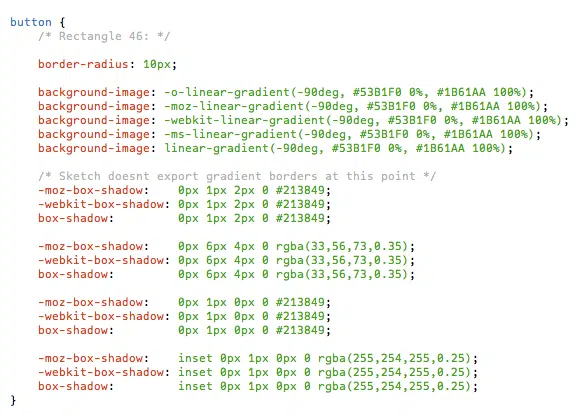 button {
/* Rectangle 46: */
border-radius: 10px;
background-image: -o-linear-gradient(-90deg, #53B1F0 0%, #1B61AA 100%);
background-image: -moz-linear-gradient(-90deg, #53B1F0 0%, #1B61AA 100%);
background-image: -webkit-linear-gradient(-90deg, #53B1F0 0%, #1B61AA 100%);
background-image: -ms-linear-gradient(-90deg, #53B1F0 0%, #1B61AA 100%);
background-image: linear-gradient(-90deg, #53B1F0 0%, #1B61AA 100%);
/* Sketch doesnt export gradient borders at this point */
-moz-box-shadow: 0px 1px 2px 0 #213849;
-webkit-box-shadow: 0px 1px 2px 0 #213849;
box-shadow: 0px 1px 2px 0 #213849;
-moz-box-shadow: 0px 6px 4px 0 rgba(33,56,73,0.35);
-webkit-box-shadow: 0px 6px 4px 0 rgba(33,56,73,0.35);
box-shadow: 0px 6px 4px 0 rgba(33,56,73,0.35);
-moz-box-shadow: 0px 1px 0px 0 #213849;
-webkit-box-shadow: 0px 1px 0px 0 #213849;
box-shadow: 0px 1px 0px 0 #213849;
-moz-box-shadow: inset 0px 1px 0px 0 rgba(255,254,255,0.25);
-webkit-box-shadow: inset 0px 1px 0px 0 rgba(255,254,255,0.25);
box-shadow: inset 0px 1px 0px 0 rgba(255,254,255,0.25);
}